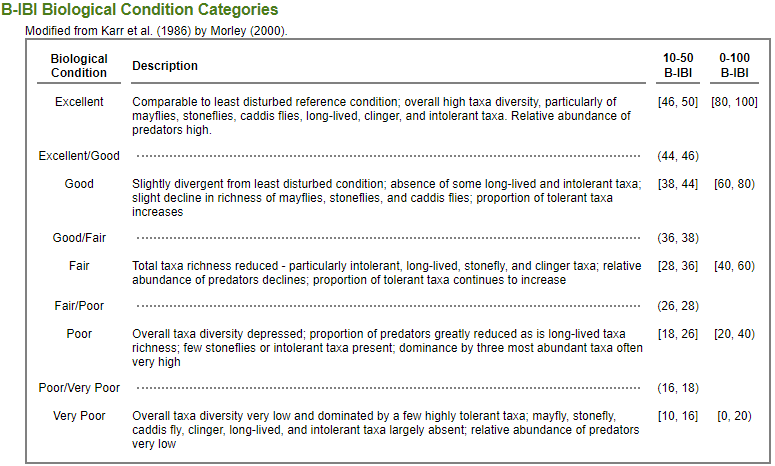 B-IBI Biological Condition Categories
Modified from Karr et al. (1986) by Morley (2000).
Biological Condition Description 10-50 B-IBI 0-100 B-IBI
Excellent Comparable to least disturbed reference condition; overall high taxa diversity, particularly of [46, 50] [80, 100]
mayflies, stoneflies, caddis flies, long-lived, clinger, and intolerant taxa. Relative abundance of
predators high.
Excellent/Good (44, 46)
Good Slightly divergent from least disturbed condition; absence of some long-lived and intolerant taxa; [38, 44] [60, 80)
slight decline in richness of mayflies, stoneflies, and caddis flies; proportion of tolerant taxa
increases
Good/Fair (36, 38)
Fair Total taxa richness reduced - particularly intolerant, long-lived, stonefly, and clinger taxa; relative [28, 36] [40, 60)
abundance of predators declines; proportion of tolerant taxa continues to increase
Fair/Poor (26, 28)
Poor Overall taxa diversity depressed; proportion of predators greatly reduced as is long-lived taxa [18, 26] [20, 40)
richness; few stoneflies or intolerant taxa present; dominance by three most abundant taxa often
very high
Poor/Very Poor (16, 18)
Very Poor Overall taxa diversity very low and dominated by a few highly tolerant taxa; mayfly, stonefly, [10, 16] [0, 20)
caddis fly, clinger, long-lived, and intolerant taxa largely absent; relative abundance of predators
very low